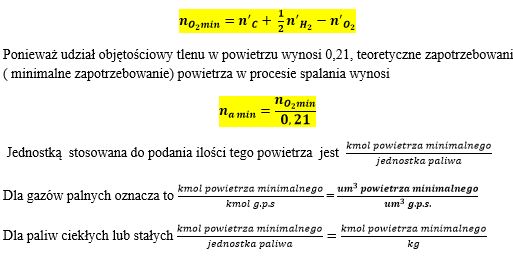 n_{O_2 min} = n'_C + \frac{1}{2} n'_{H_2} − n'_{O_2}
Ponieważ udział objętościowy tlenu w powietrzu wynosi 0,21, teoretyczne zapotrzebowani
( minimalne zapotrzebowanie) powietrza w procesie spalania wynosi
n_{a min} = \frac{n_{O_2 min}}{0,21}
Jednostką stosowana do podania ilości tego powietrza jest \frac{kmol powietrza minimalnego}{jednostka paliwa}
Dla gazów palnych oznacza to \frac{kmol powietrza minimalnego}{kmol g.p.s} = \frac{um^3 powietrza minimalnego}{um^3 g.p.s.}
Dla paliw ciekłych lub stałych \frac{kmol powietrza minimalnego}{jednostka paliwa} = \frac{kmol powietrza minimalnego}{kg}